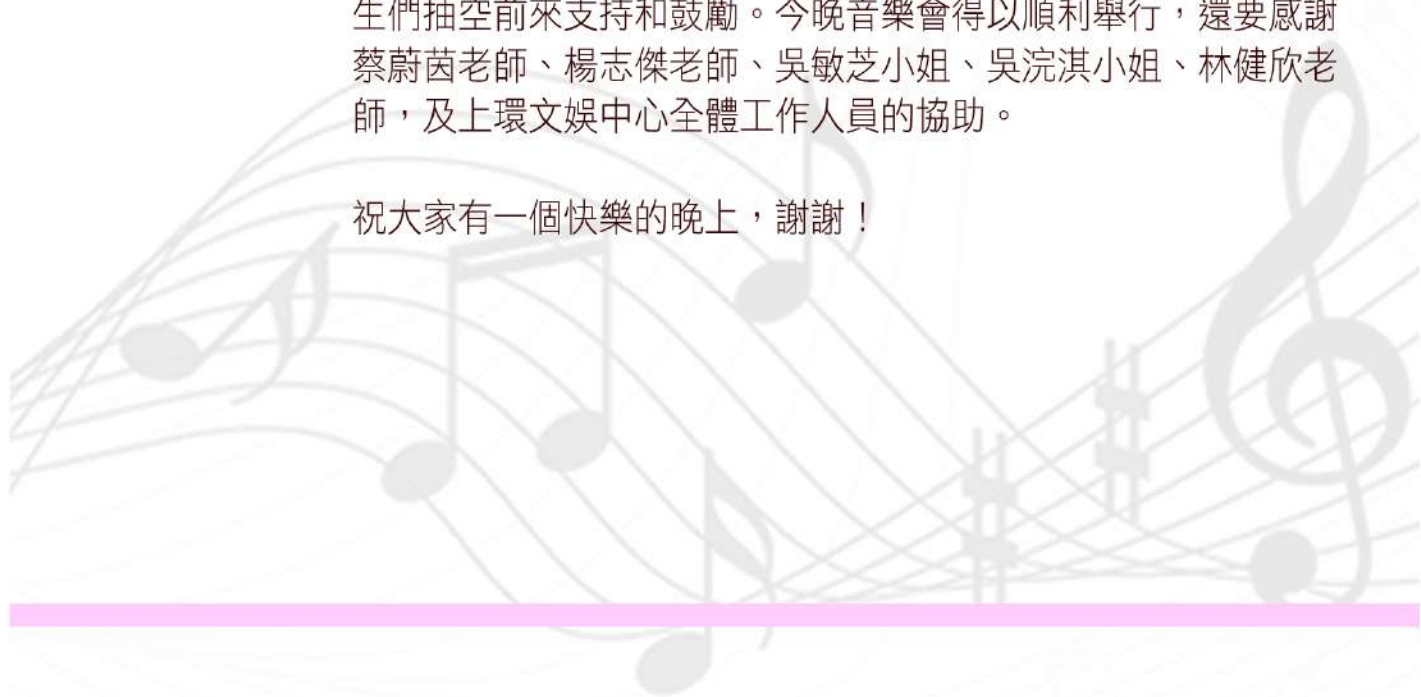 生們抽空前來支持和鼓勵。今晚音樂會得以順利舉行，還要感謝
蔡蔚茵老師、楊志傑老師、吳敏芝小姐、吳浣淇小姐、林健欣老
師，及上環文娛中心全體工作人員的協助。
祝大家有一個快樂的晚上，謝謝！